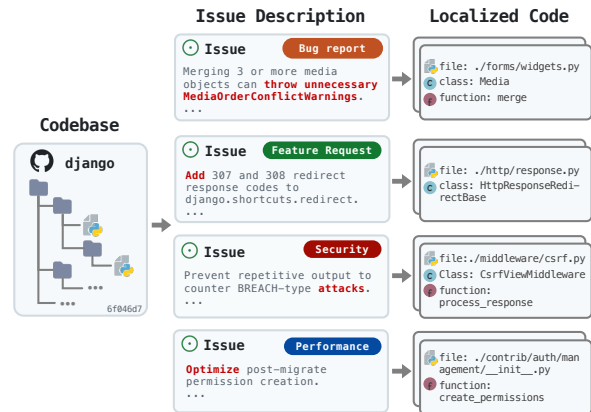 Issue Description
Localized Code
Codebase
django
6f046d7
Issue
Bug report
Merging 3 or more media
objects can throw unnecessary
MediaOrderConflictWarnings.
...
file: ./forms/widgets.py
C class: Media
f function: merge
Issue
Feature Request
Add 307 and 308 redirect
response codes to
django.shortcuts.redirect.
...
file: ./http/response.py
C class: HttpResponseRedi-
rectBase
Issue
Security
Prevent repetitive output to
counter BREACH-type attacks.
...
file:./middleware/csrf.py
C Class: CsrfViewMiddleware
f function:
process_response
Issue
Performance
Optimize post-migrate
permission creation.
...
file: ./contrib/auth/man
agement/__init__.py
f function:
create_permissions